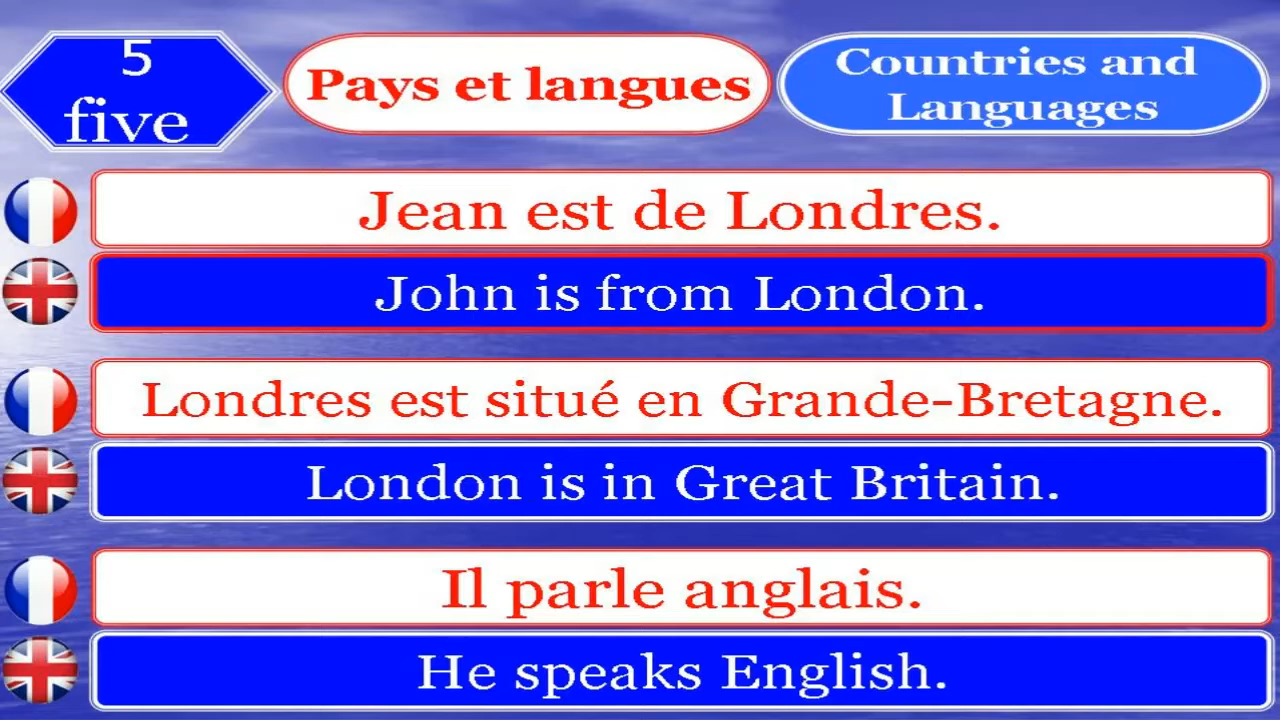 5
five
Pays et langues
Countries and
Languages
Jean est de Londres.
John is from London.
Londres est situé en Grande-Bretagne.
London is in Great Britain.
Il parle anglais.
He speaks English.